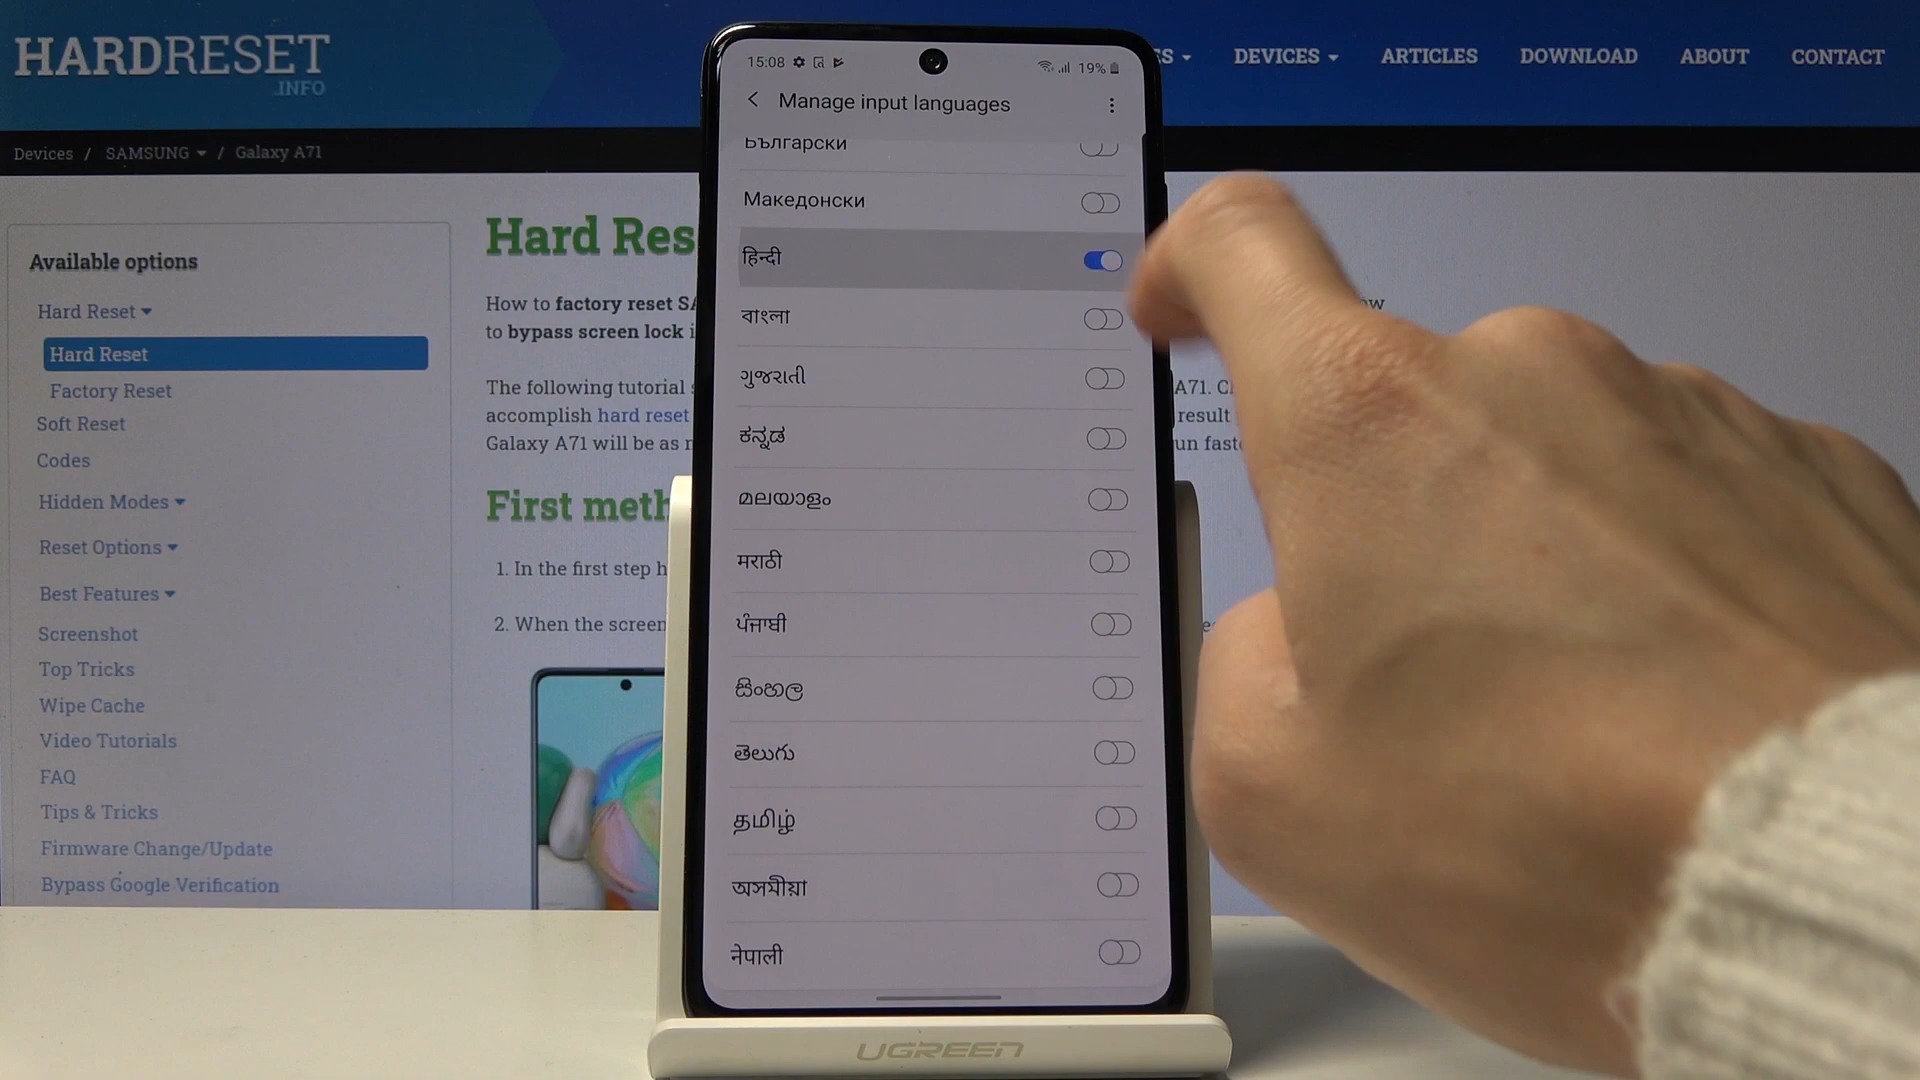 HARDRESET
.INFO
ES
DEVICES
ARTICLES
DOWNLOAD
ABOUT
CONTACT
Devices / SAMSUNG / Galaxy A71
Available options
Hard Reset
Hard Reset
Factory Reset
Soft Reset
Codes
Hidden Modes
Reset Options
Best Features
Screenshot
Top Tricks
Wipe Cache
Video Tutorials
FAQ
Tips & Tricks
Firmware Change/Update
Bypass Google Verification
Hard Res
How to factory reset SA
to bypass screen lock i
The following tutorial s
A71.
accomplish hard reset
result
Galaxy A71 will be as
un faste
First meth
1. In the first step h
2. When the screen
15:08
19%
Manage input languages
Български
Македонски
हिन्दी
বাংলা
ગુજરાતી
ಕನ್ನಡ
മലയാളം
मराठी
ਪੰਜਾਬੀ
සිංහල
తెలుగు
தமிழ்
অসমীয়া
नेपाली
UGREEN